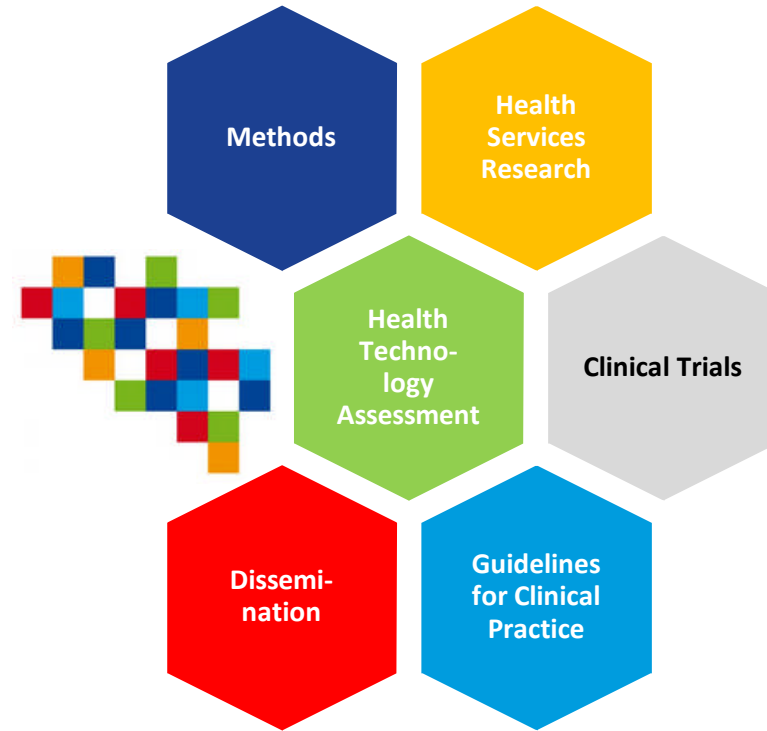 Methods
Health
Services
Research
Health
Techno-
logy
Assessment
Clinical Trials
Dissemi-
nation
Guidelines
for Clinical
Practice